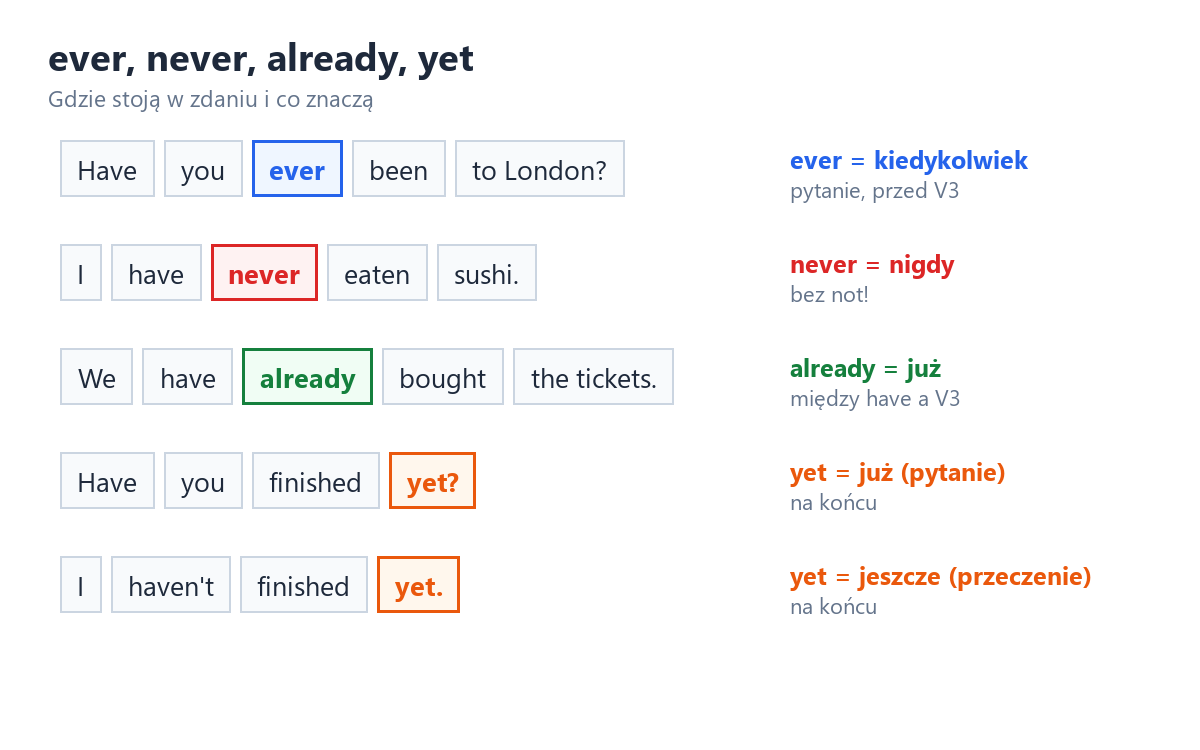 ever, never, already, yet
Gdzie stoją w zdaniu i co znaczą
Have you ever been to London?
ever = kiedykolwiek
pytanie, przed V3
I have never eaten sushi.
never = nigdy
bez not!
We have already bought the tickets.
already = już
między have a V3
Have you finished yet?
yet = już (pytanie)
na końcu
I haven't finished yet.
yet = jeszcze (przeczenie)
na końcu